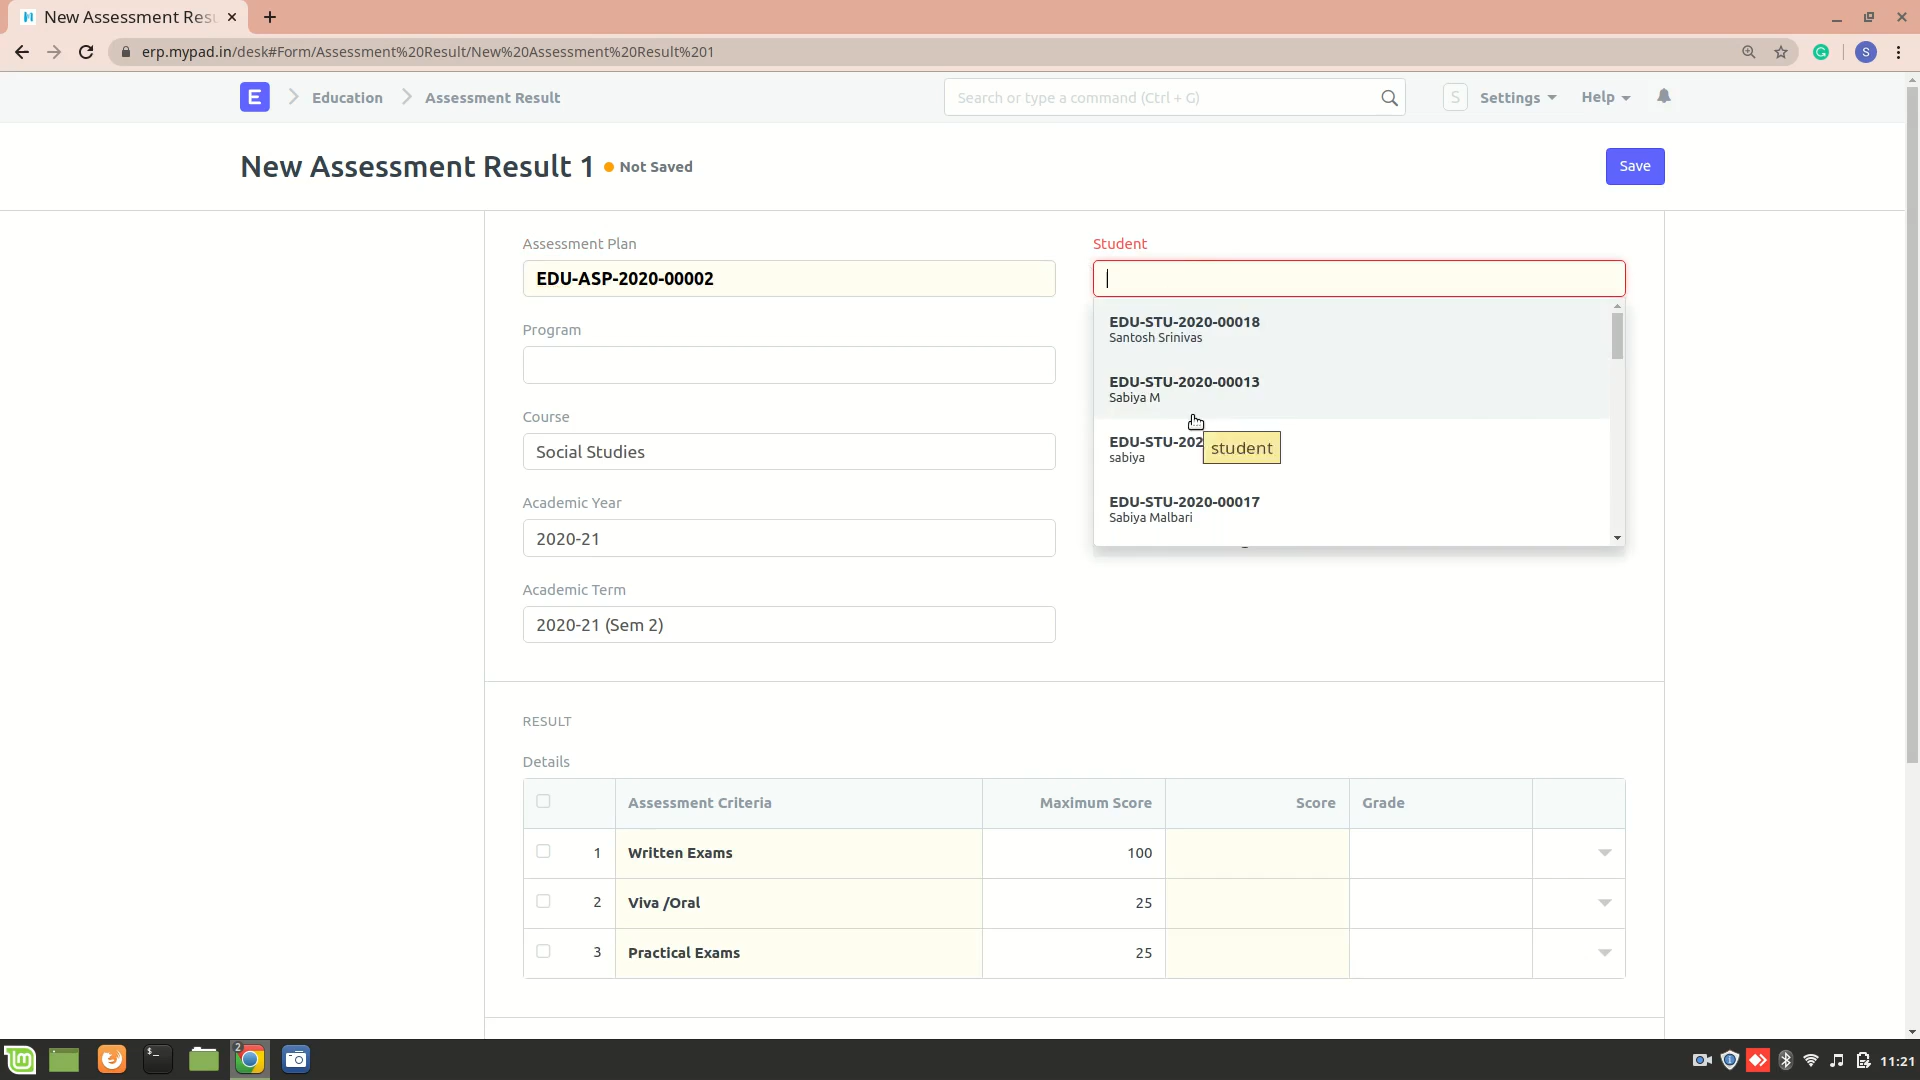 New Assessment Resu
erp.mypad.in/desk#Form/Assessment%20Result/New%20Assessment%20Result%201
S
E
Education
Assessment Result
Search or type a command (Ctrl + G)
S
Settings
Help
New Assessment Result 1
Not Saved
Save
Assessment Plan
EDU-ASP-2020-00002
Program
Course
Social Studies
Academic Year
2020-21
Academic Term
2020-21 (Sem 2)
Student
EDU-STU-2020-00018
Santosh Srinivas
EDU-STU-2020-00013
Sabiya M
EDU-STU-202
sabiya
student
EDU-STU-2020-00017
Sabiya Malbari
RESULT
Details
Assessment Criteria Maximum Score Score Grade
1 Written Exams 100
2 Viva /Oral 25
3 Practical Exams 25
2
11:21